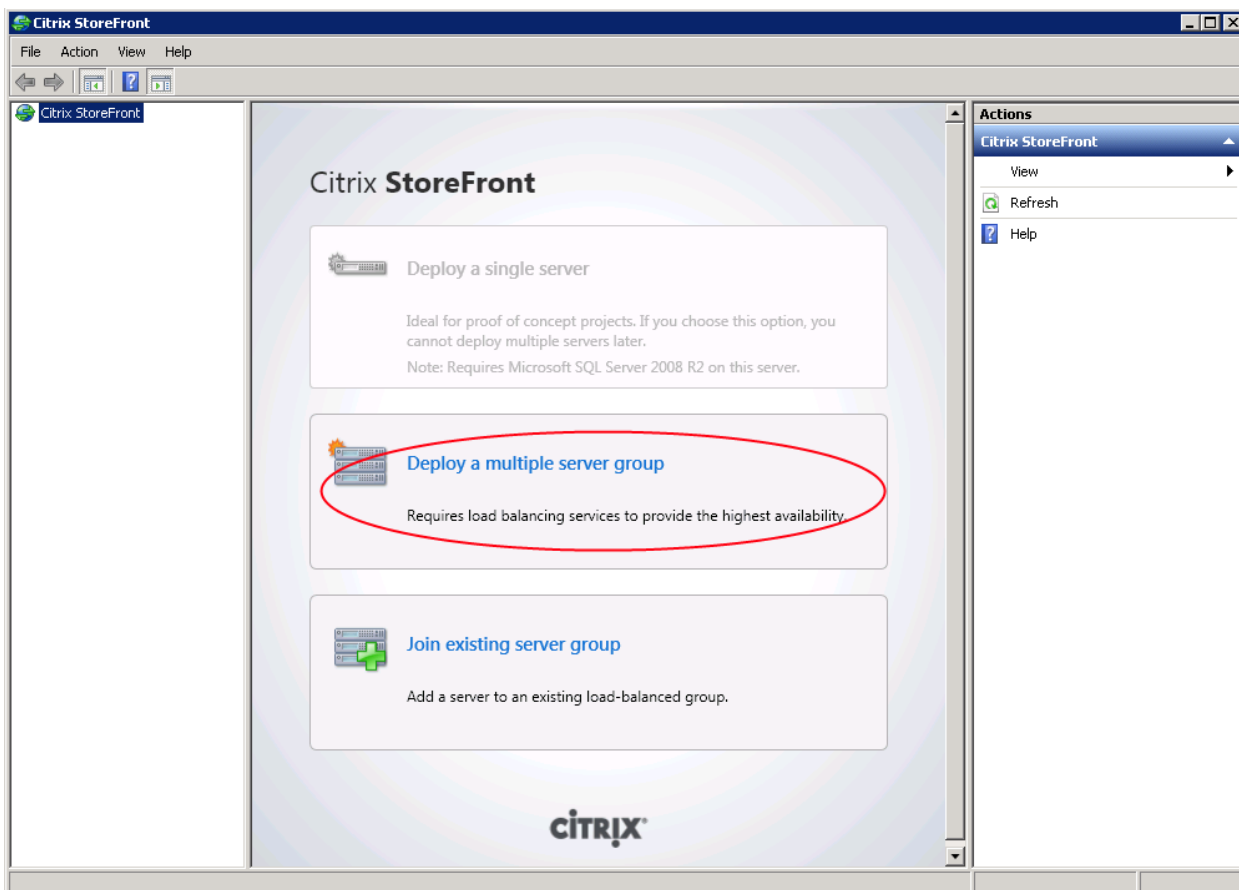 Citrix StoreFront
File Action View Help
Citrix StoreFront
Citrix StoreFront
Deploy a single server
Ideal for proof of concept projects. If you choose this option, you
cannot deploy multiple servers later.
Note: Requires Microsoft SQL Server 2008 R2 on this server.
Deploy a multiple server group
Requires load balancing services to provide the highest availability.
Join existing server group
Add a server to an existing load-balanced group.
CITRIX
Actions
Citrix StoreFront
View
Refresh
Help